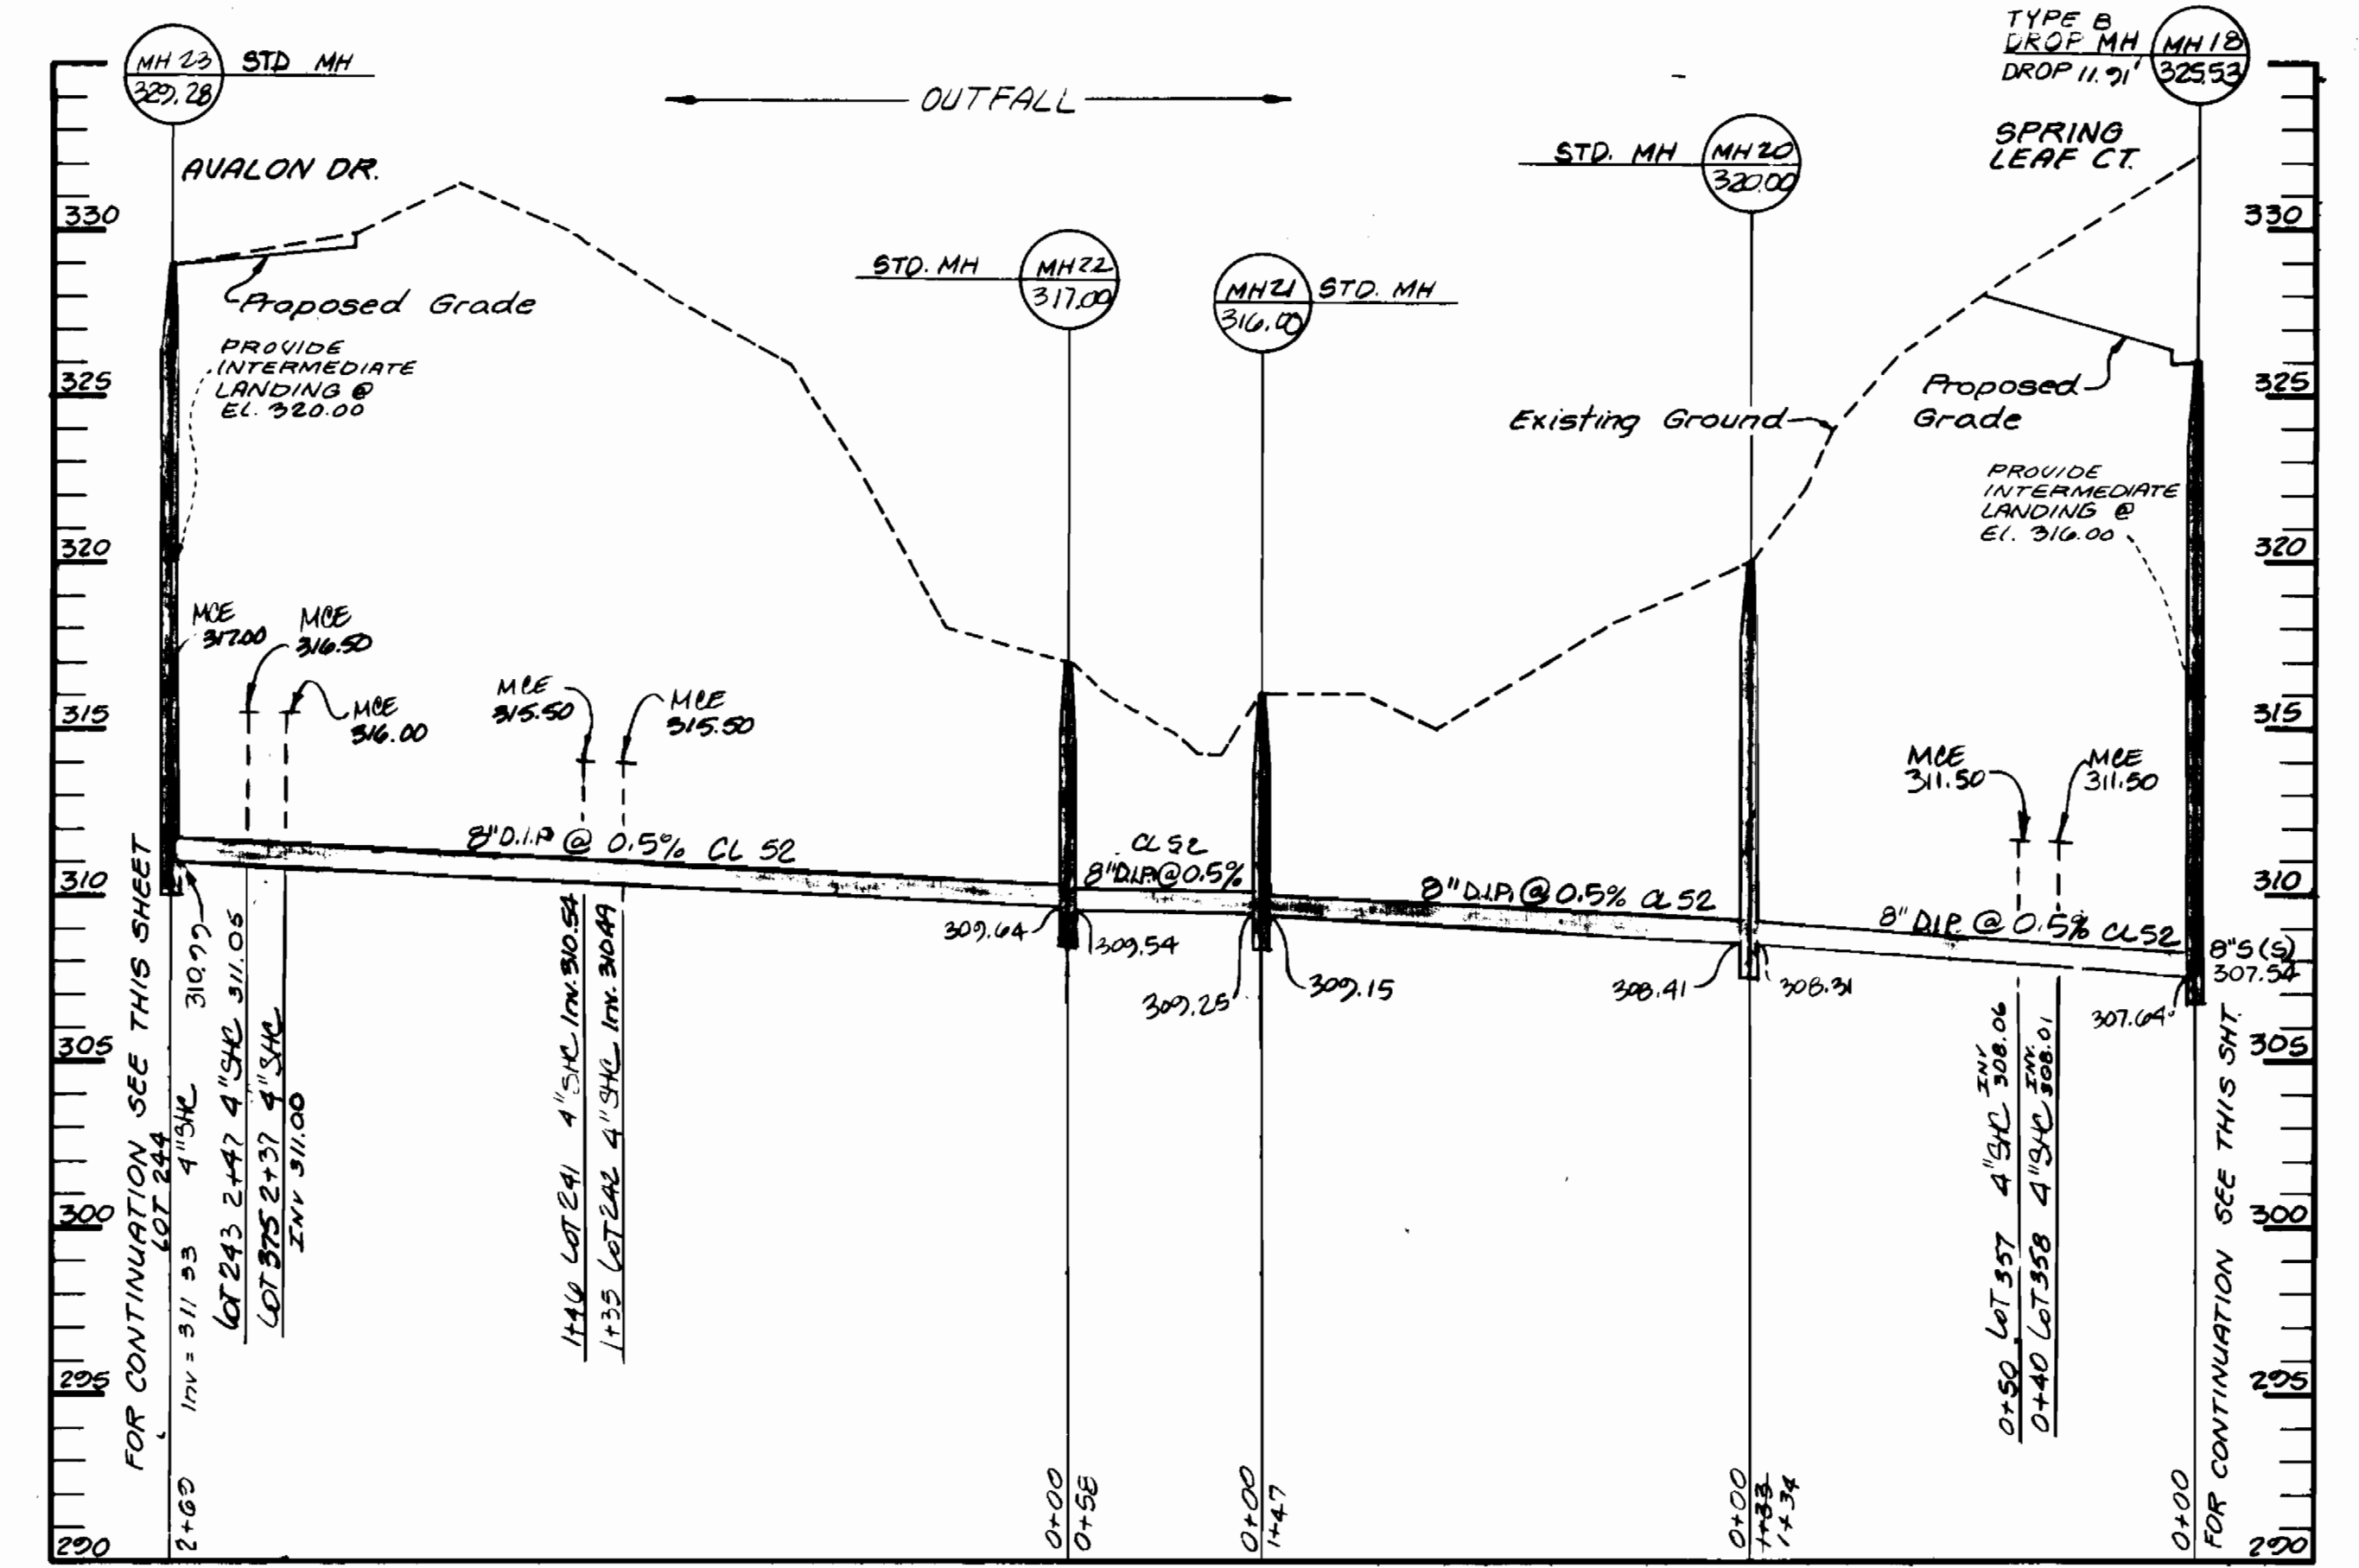 MH 23
329.28
STD MH
OUTFALL
TYPE B
DROP MH
DROP 11.91'
MH 18
325.53
AVALON DR.
SPRING
LEAF CT.
STD. MH
MH 20
320.00
STD. MH
MH 22
317.00
MH 21
316.00
STD. MH
Proposed Grade
PROVIDE
INTERMEDIATE
LANDING @
EL. 320.00
Existing Ground
Proposed
Grade
PROVIDE
INTERMEDIATE
LANDING @
El. 316.00
MCE
317.00
MCE
316.50
MCE
316.00
MCE
315.50
MCE
315.50
MCE
311.50
MCE
311.50
8" D.I.P @ 0.5% CL 52
CL 52
8" D.I.P. @ 0.5%
8" D.I.P. @ 0.5% CL 52
8" D.I.P. @ 0.5% CL 52
8" S (S)
307.54
309.64
309.54
309.25
309.15
308.41
308.31
307.64
310.99
FOR CONTINUATION SEE THIS SHEET
LOT 244
Inv = 311 33 4" SHC
LOT 243 2+47 4" SHC 311.05
LOT 375 2+37 4" SHC
INV 311.00
1+46 LOT 241 4" SHC Inv. 310.54
1+35 LOT 242 4" SHC Inv. 310.49
0+50 LOT 357 4" SHC INV 308.06
0+40 LOT 358 4" SHC INV. 308.01
FOR CONTINUATION SEE THIS SHT.
2+69
0+00
0+58
0+00
1+47
0+00
1+33
1+34
0+00
330
325
320
315
310
305
300
295
290
330
325
320
315
310
305
300
295
290